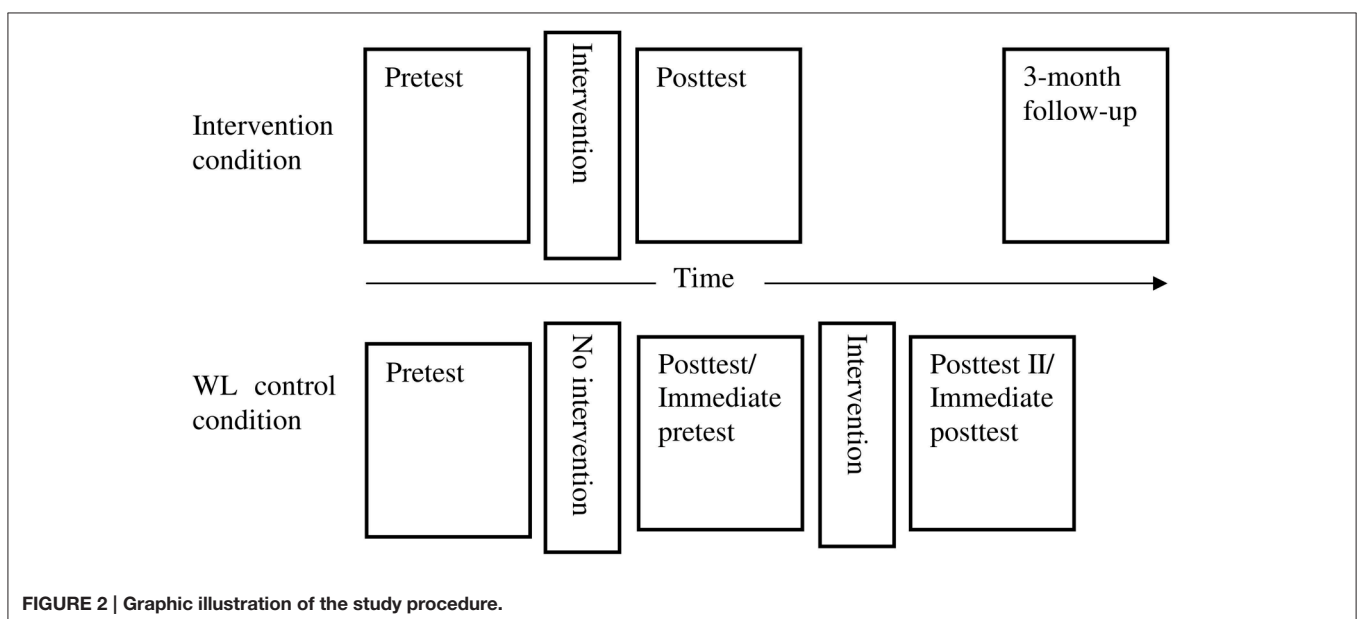 Pretest
Intervention
Posttest
3-month
follow-up
Intervention
condition
Time
WL control
condition
Pretest
No intervention
Posttest/
Immediate
pretest
Intervention
Posttest II/
Immediate
posttest
FIGURE 2 | Graphic illustration of the study procedure.